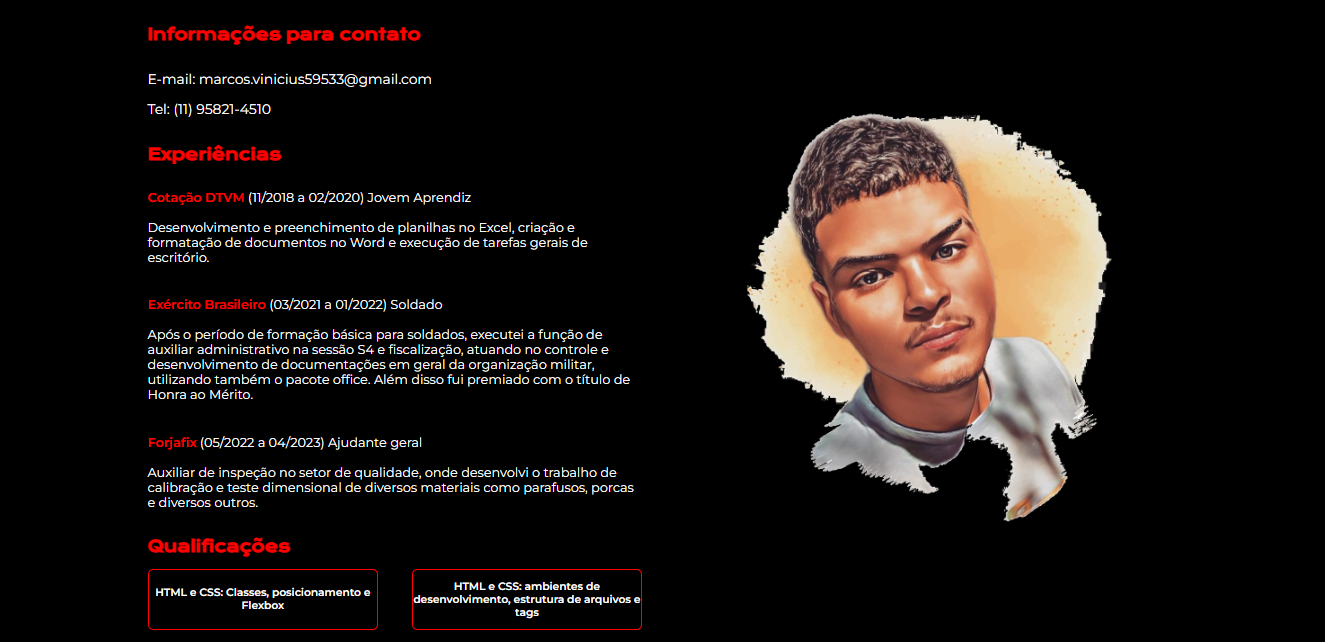 Informações para contato
E-mail: marcos.vinicius59533@gmail.com
Tel: (11) 95821-4510
Experiências
Cotação DTVM (11/2018 a 02/2020) Jovem Aprendiz
Desenvolvimento e preenchimento de planilhas no Excel, criação e
formatação de documentos no Word e execução de tarefas gerais de
escritório.
Exército Brasileiro (03/2021 a 01/2022) Soldado
Após o período de formação básica para soldados, executei a função de
auxiliar administrativo na sessão S4 e fiscalização, atuando no controle e
desenvolvimento de documentações em geral da organização militar,
utilizando também o pacote office. Além disso fui premiado com o título de
Honra ao Mérito.
Forjafix (05/2022 a 04/2023) Ajudante geral
Auxiliar de inspeção no setor de qualidade, onde desenvolvi o trabalho de
calibração e teste dimensional de diversos materiais como parafusos, porcas
e diversos outros.
Qualificações
HTML e CSS: Classes, posicionamento e
Flexbox
HTML e CSS: ambientes de
desenvolvimento, estrutura de arquivos e
tags